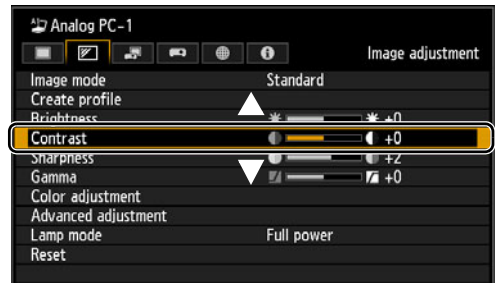 Analog PC-1
Image adjustment
Image mode Standard
Create profile
Brightness +0
Contrast +0
Sharpness +2
Gamma +0
Color adjustment
Advanced adjustment
Lamp mode Full power
Reset